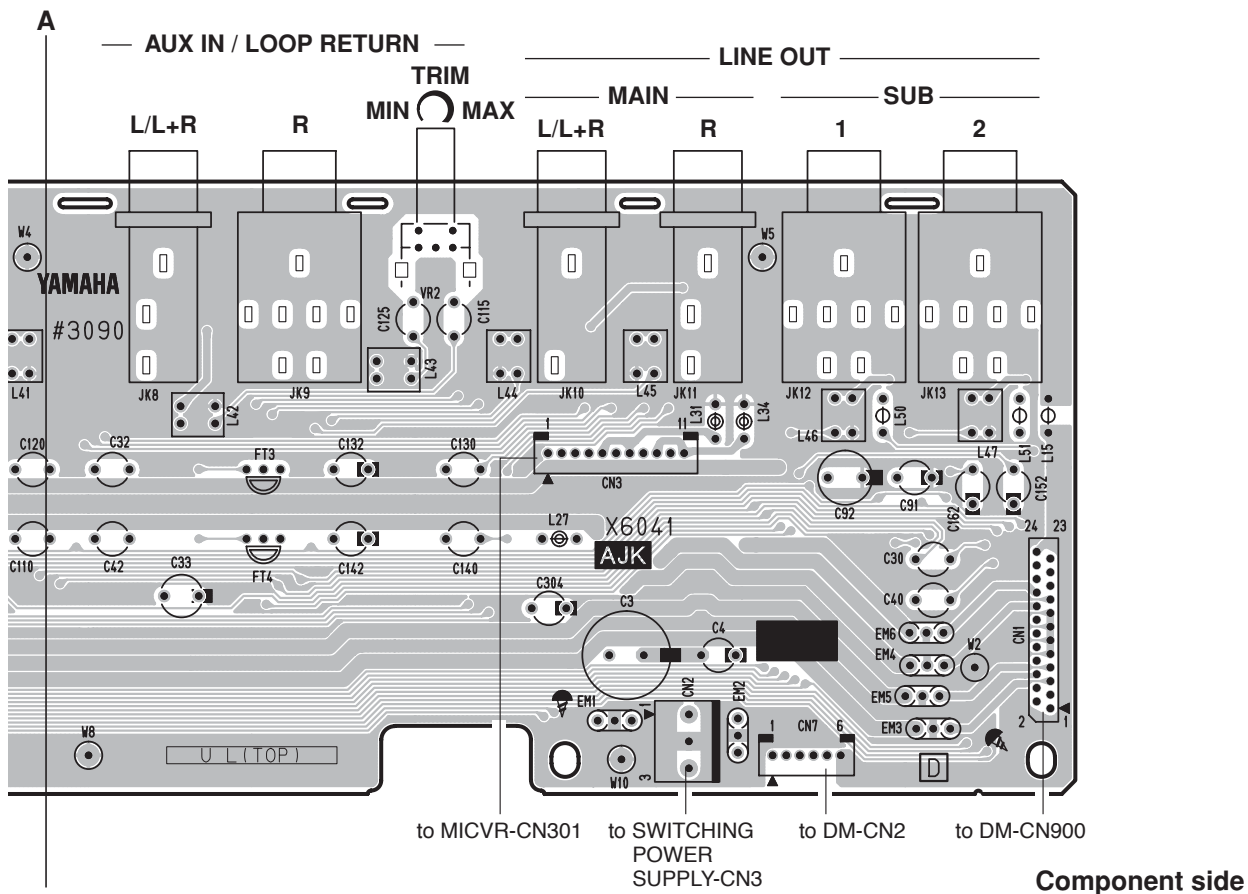 A
AUX IN / LOOP RETURN
LINE OUT
TRIM
MIN MAX
MAIN
SUB
L/L+R
R
L/L+R
R
1
2
W4
W5
YAMAHA
#3090
VR2
C125
C115
L41
JK8
L42
JK9
L43
L44
JK10
L45
JK11
L31
L34
JK12
L46
L50
JK13
L47
L51
L15
C120
C32
FT3
C132
C130
1
11
CN3
C92
C91
C162
C152
C110
C42
C33
FT4
C142
C140
L27
X6041
AJK
24
23
C30
C40
C304
C3
C4
EM6
EM4
W2
EM5
EM3
CN1
2
1
EM1
1
CN2
EM2
3
1
CN7
6
W8
U L(TOP)
W10
D
to MICVR-CN301
to SWITCHING
POWER
SUPPLY-CN3
to DM-CN2
to DM-CN900
Component side